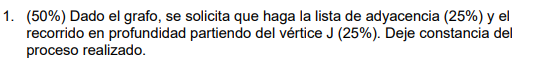 1. (50%) Dado el grafo, se solicita que haga la lista de adyacencia (25%) y el
recorrido en profundidad partiendo del vértice J (25%). Deje constancia del
proceso realizado.